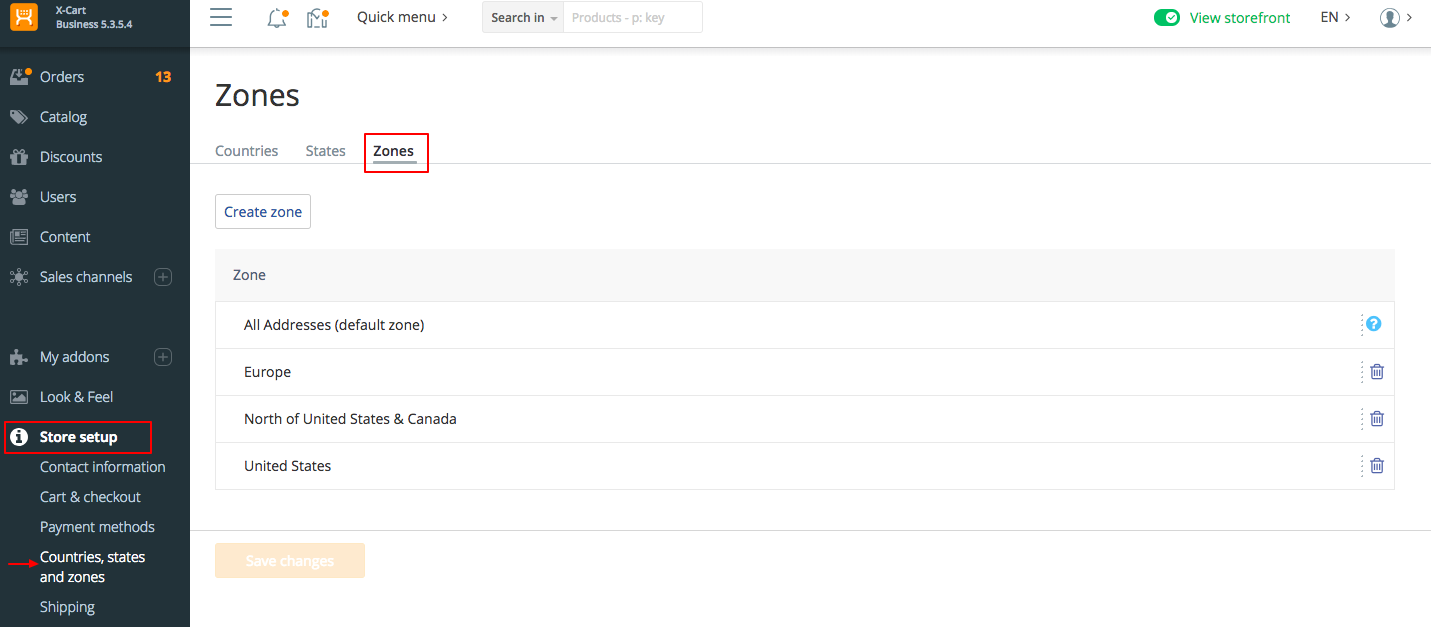 X-Cart
Business 5.3.5.4
Quick menu
Search in
Products - p: key
View storefront
EN
Orders 13
Catalog
Discounts
Users
Content
Sales channels
My addons
Look & Feel
Store setup
Contact information
Cart & checkout
Payment methods
Countries, states
and zones
Shipping
Zones
Countries States Zones
Create zone
Zone
All Addresses (default zone)
?
Europe
North of United States & Canada
United States
Save changes